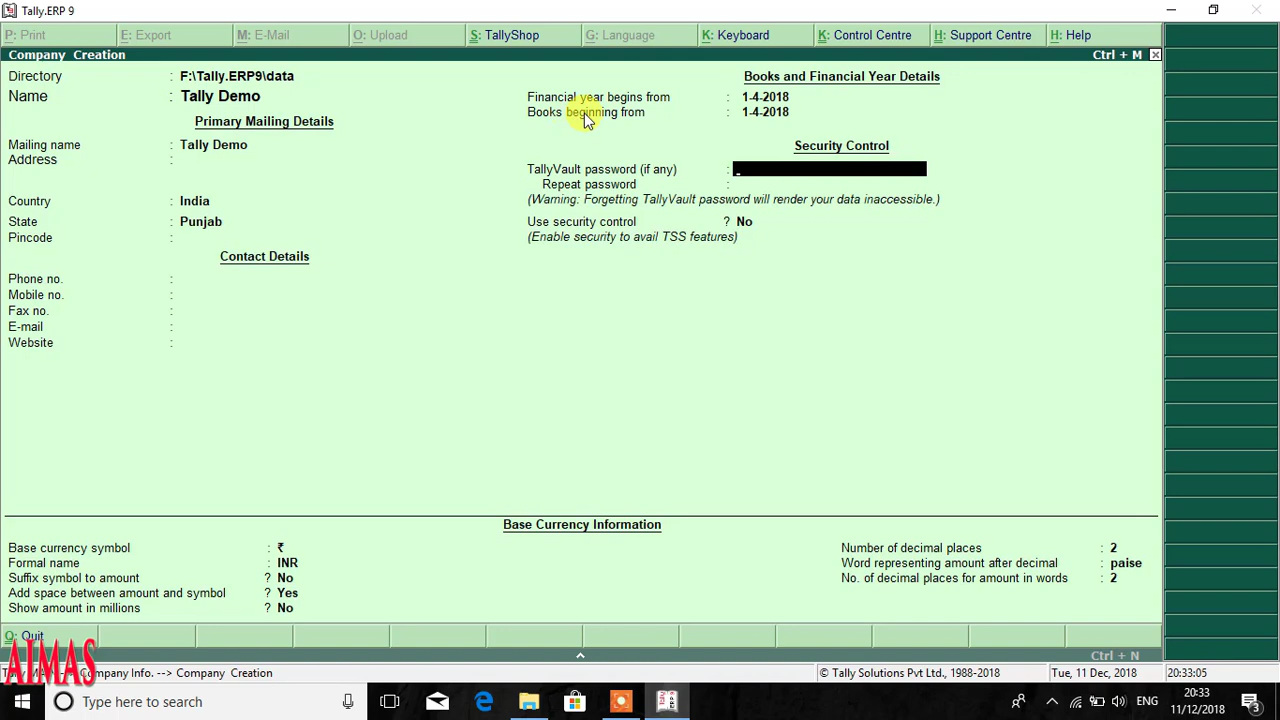 Tally.ERP 9
P: Print E: Export M: E-Mail O: Upload S: TallyShop G: Language K: Keyboard K: Control Centre H: Support Centre H: Help
Company Creation Ctrl + M
Directory : F:\Tally.ERP9\data
Name : Tally Demo
Primary Mailing Details
Mailing name : Tally Demo
Address :
Country : India
State : Punjab
Pincode :
Contact Details
Phone no. :
Mobile no. :
Fax no. :
E-mail :
Website :
Books and Financial Year Details
Financial year begins from : 1-4-2018
Books beginning from : 1-4-2018
Security Control
TallyVault password (if any) :
Repeat password :
(Warning: Forgetting TallyVault password will render your data inaccessible.)
Use security control ? No
(Enable security to avail TSS features)
Base Currency Information
Base currency symbol : ₹
Formal name : INR
Suffix symbol to amount ? No
Add space between amount and symbol ? Yes
Show amount in millions ? No
Number of decimal places : 2
Word representing amount after decimal : paise
No. of decimal places for amount in words : 2
Q: Quit
AIMAS
Ctrl + N
Company Info. --> Company Creation
© Tally Solutions Pvt Ltd., 1988-2018 Tue, 11 Dec, 2018 20:33:05
Type here to search
ENG
20:33
11/12/2018
3